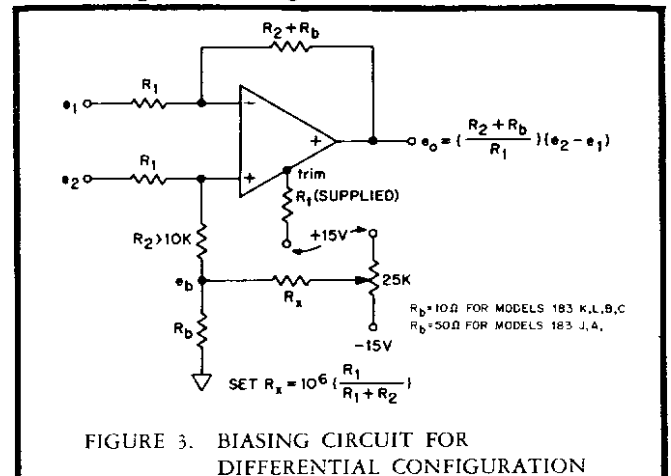 R2+Rb
R1
e1
-
+
eo = (R2+Rb / R1)(e2-e1)
R1
e2
+
trim
Rt(SUPPLIED)
R2>10K
+15V
eb
Rx
25K
Rb=10Ω FOR MODELS 183 K,L,B,C
Rb=50Ω FOR MODELS 183 J,A,
Rb
-15V
SET Rx = 10^6 {R1 / R1+R2}
FIGURE 3. BIASING CIRCUIT FOR
DIFFERENTIAL CONFIGURATION